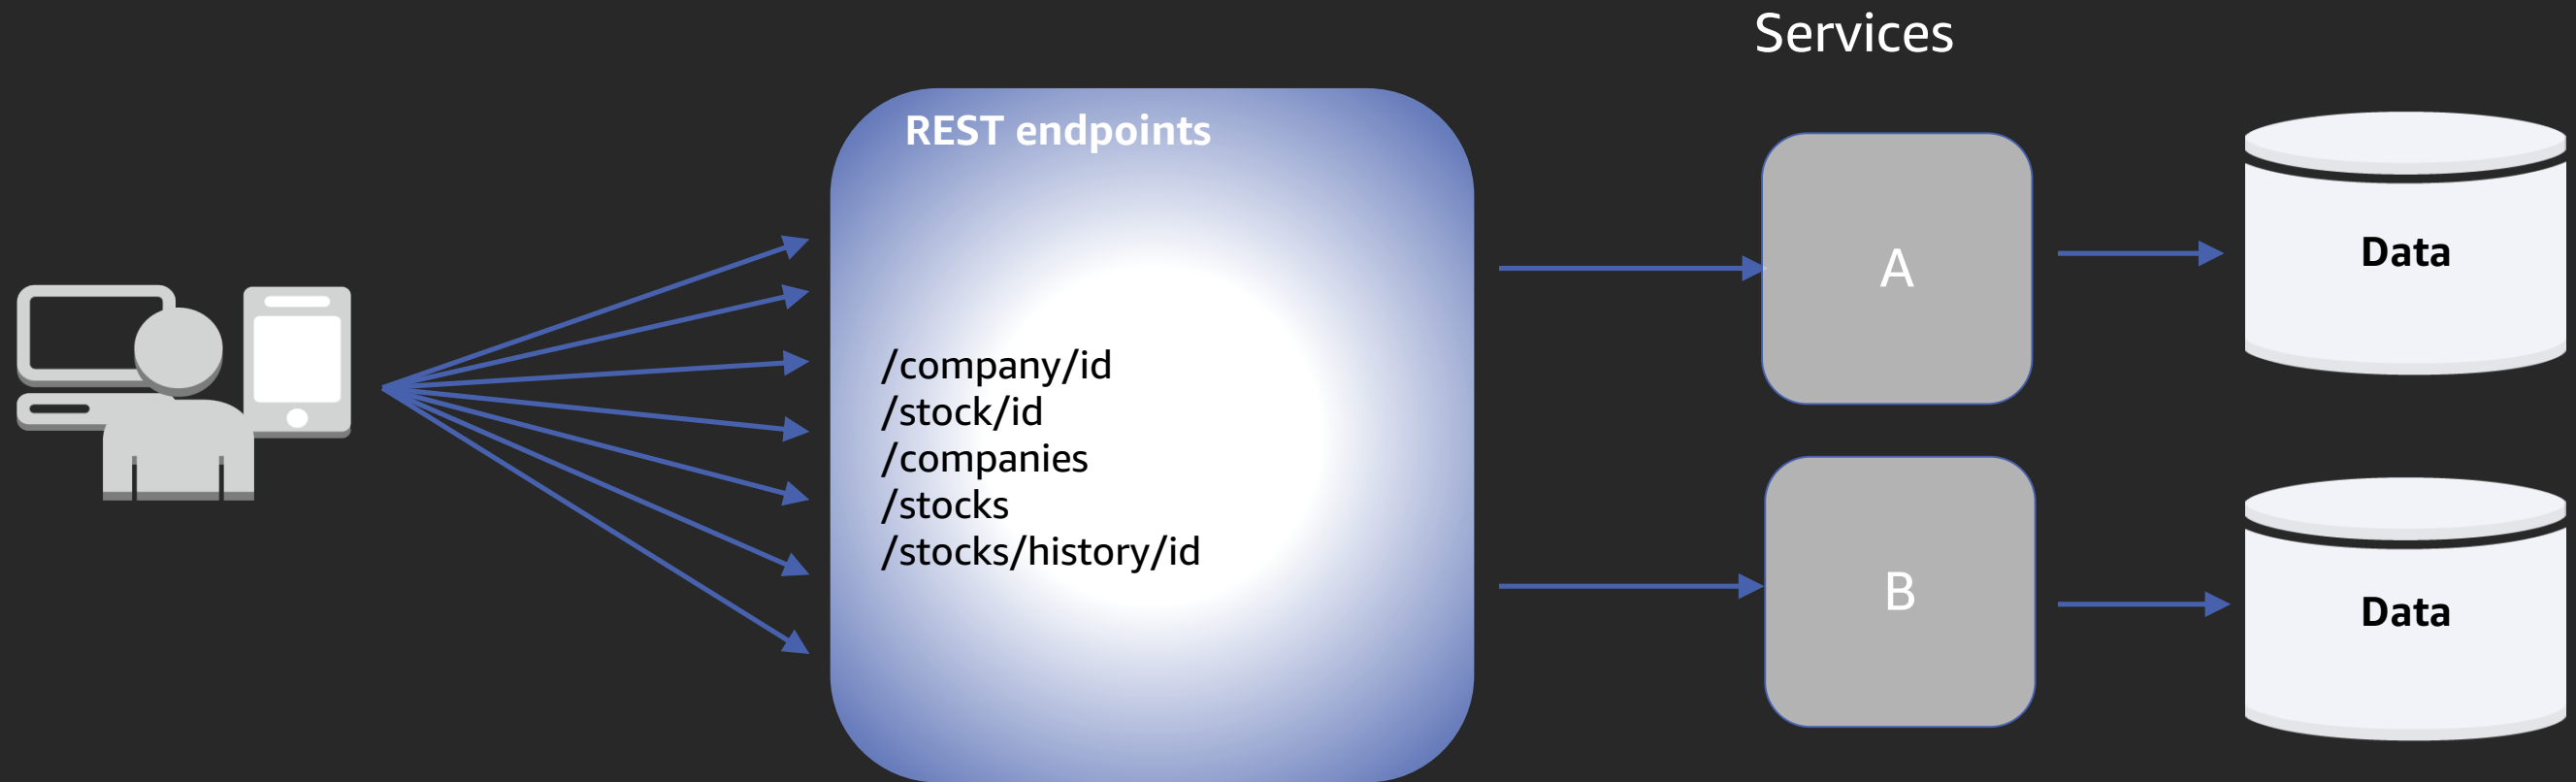 Services
REST endpoints
/company/id
/stock/id
/companies
/stocks
/stocks/history/id
A
Data
B
Data